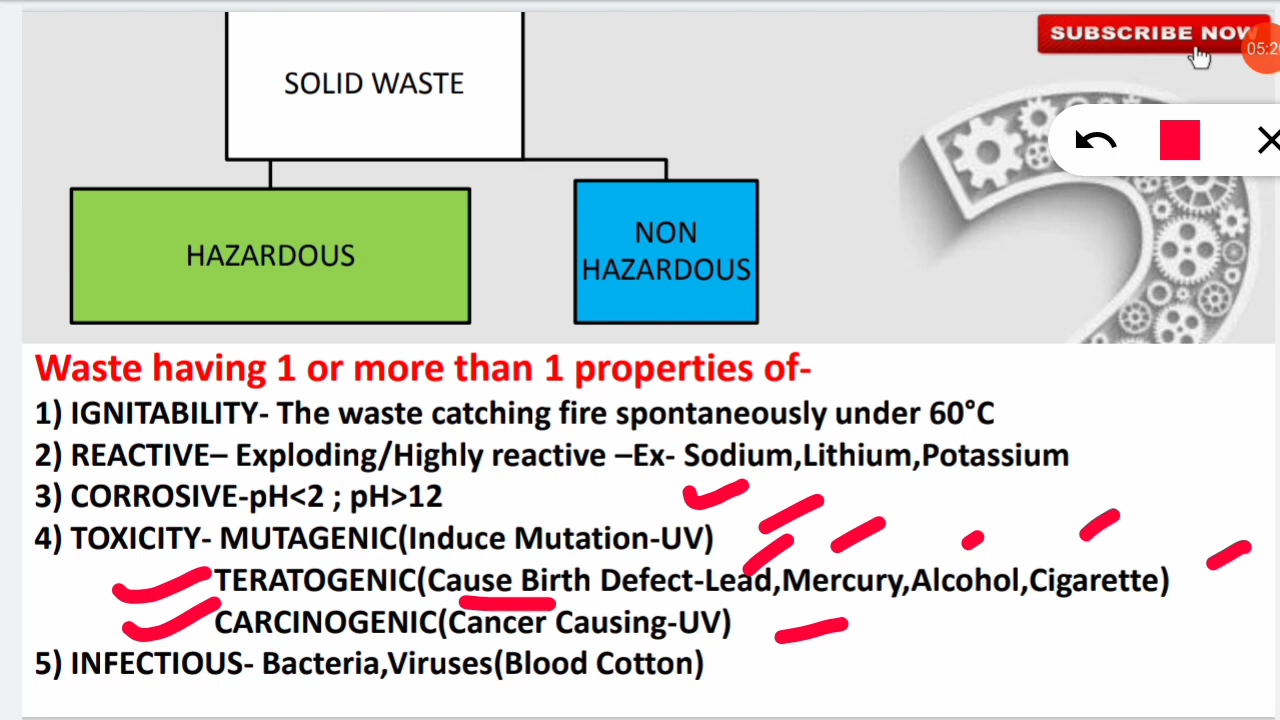 SUBSCRIBE NOW
SOLID WASTE
HAZARDOUS
NON
HAZARDOUS
Waste having 1 or more than 1 properties of-
1) IGNITABILITY- The waste catching fire spontaneously under 60°C
2) REACTIVE– Exploding/Highly reactive –Ex- Sodium,Lithium,Potassium
3) CORROSIVE-pH<2 ; pH>12
4) TOXICITY- MUTAGENIC(Induce Mutation-UV)
TERATOGENIC(Cause Birth Defect-Lead,Mercury,Alcohol,Cigarette)
CARCINOGENIC(Cancer Causing-UV)
5) INFECTIOUS- Bacteria,Viruses(Blood Cotton)